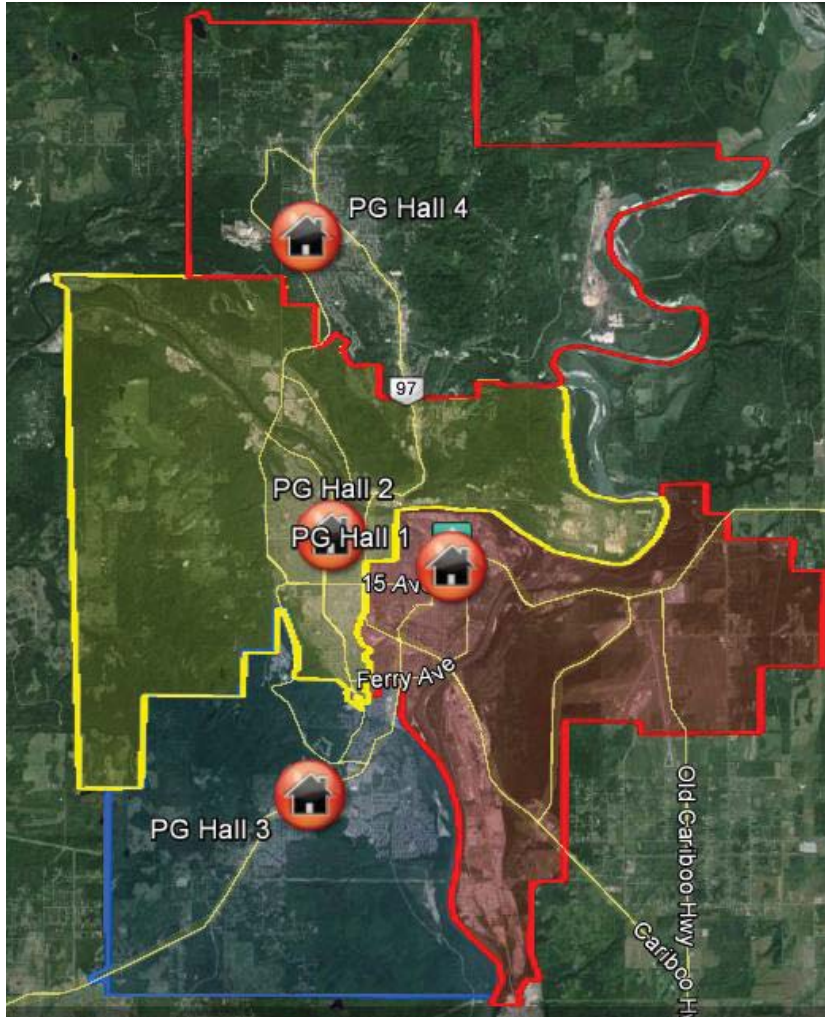 PG Hall 4
97
PG Hall 2
PG Hall 1
15 Ave
Ferry Ave
PG Hall 3
Old Cariboo Hwy
Cariboo H